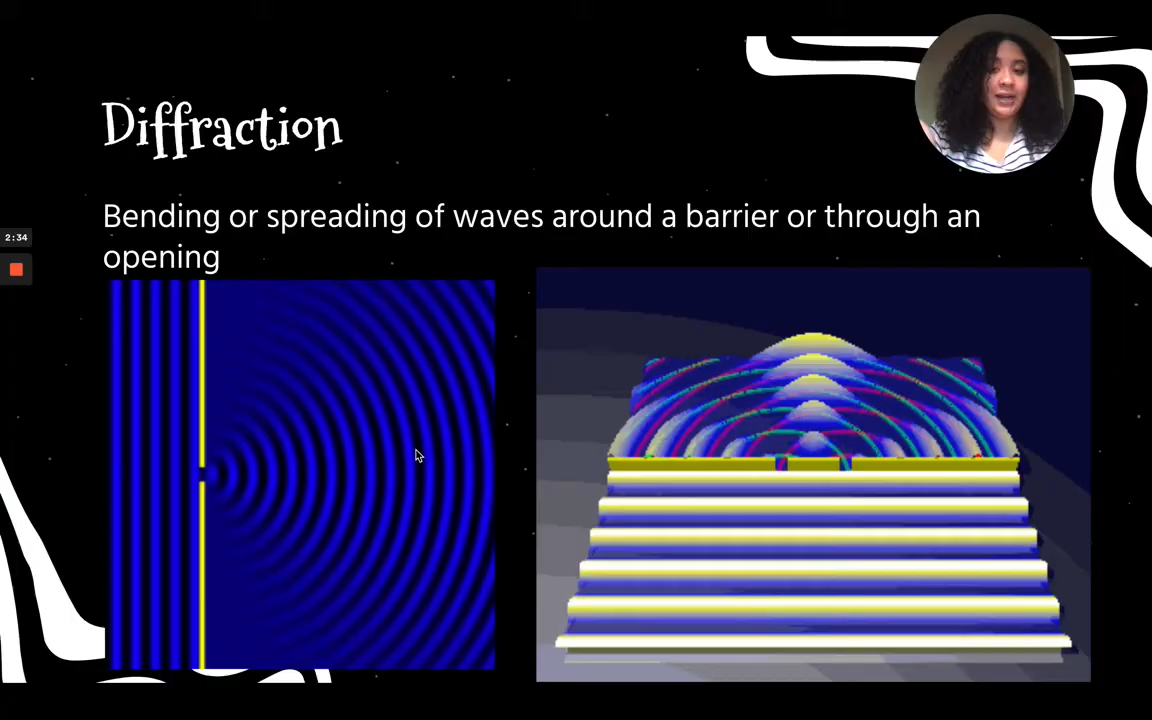 Diffraction
Bending or spreading of waves around a barrier or through an
opening
2:34